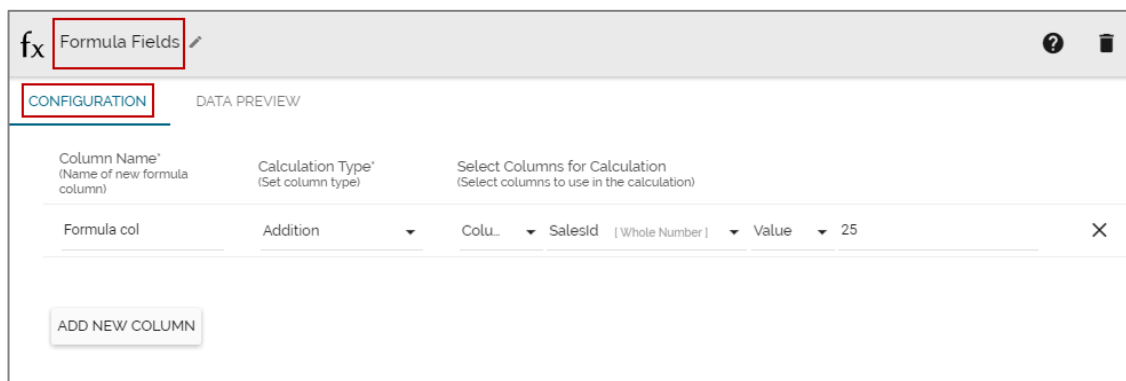 fx Formula Fields
CONFIGURATION DATA PREVIEW
Column Name*
(Name of new formula
column)
Calculation Type*
(Set column type)
Select Columns for Calculation
(Select columns to use in the calculation)
Formula col Addition Colu... SalesId [ Whole Number ] Value 25
ADD NEW COLUMN